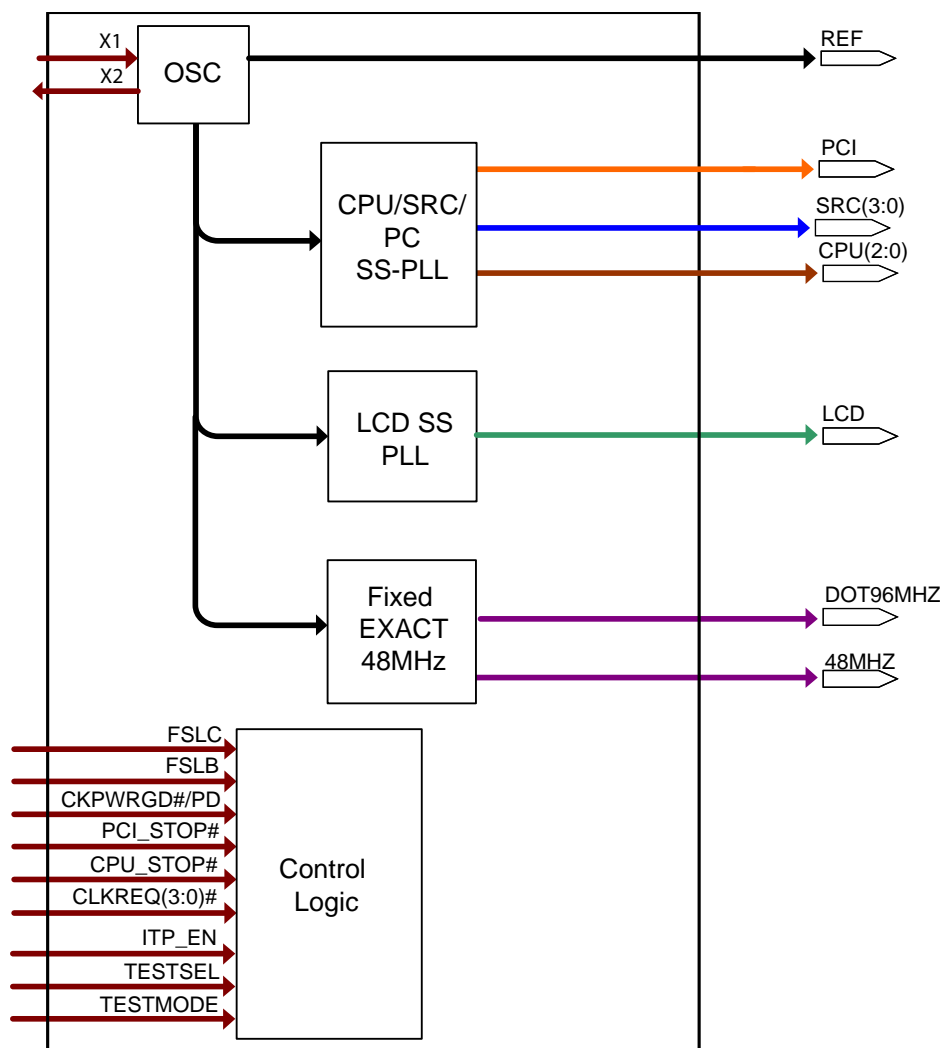 X1
X2
OSC
REF
CPU/SRC/
PC
SS-PLL
PCI
SRC(3:0)
CPU(2:0)
LCD SS
PLL
LCD
Fixed
EXACT
48MHz
DOT96MHZ
48MHZ
FSLC
FSLB
CKPWRGD#/PD
PCI_STOP#
CPU_STOP#
CLKREQ(3:0)#
ITP_EN
TESTSEL
TESTMODE
Control
Logic